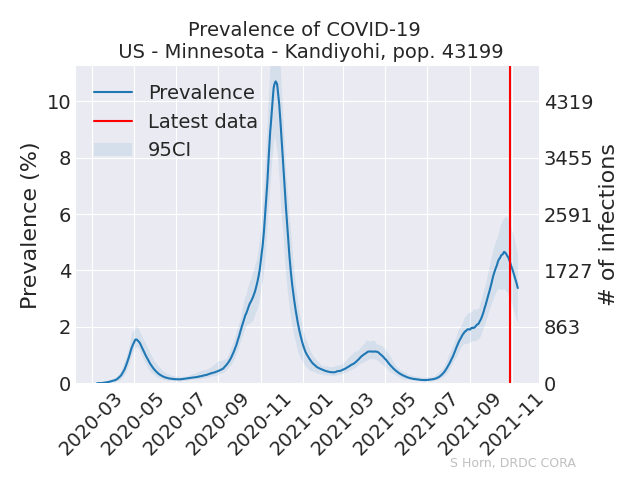 Prevalence of COVID-19
US - Minnesota - Kandiyohi, pop. 43199
Prevalence
Latest data
95CI
Prevalence (%)
10
8
6
4
2
0
4319
3455
2591
1727
863
0
# of infections
2020-03
2020-05
2020-07
2020-09
2020-11
2021-01
2021-03
2021-05
2021-07
2021-09
2021-11
S Horn, DRDC CORA